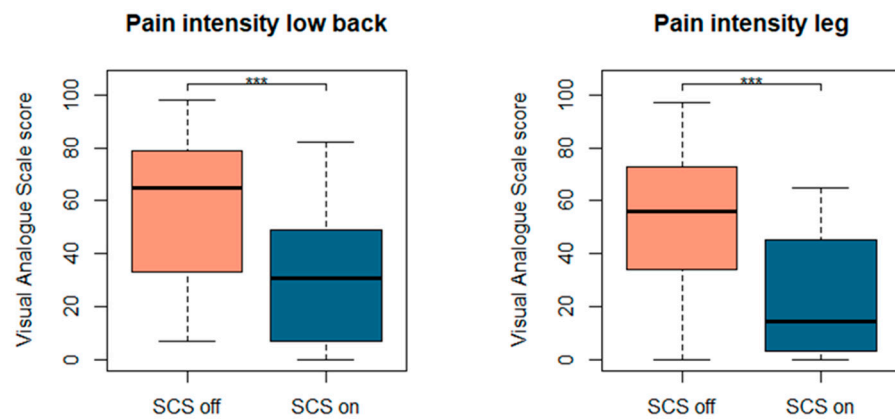 Pain intensity low back
Visual Analogue Scale score
100
80
60
40
20
0
***
SCS off
SCS on
Pain intensity leg
Visual Analogue Scale score
100
80
60
40
20
0
***
SCS off
SCS on